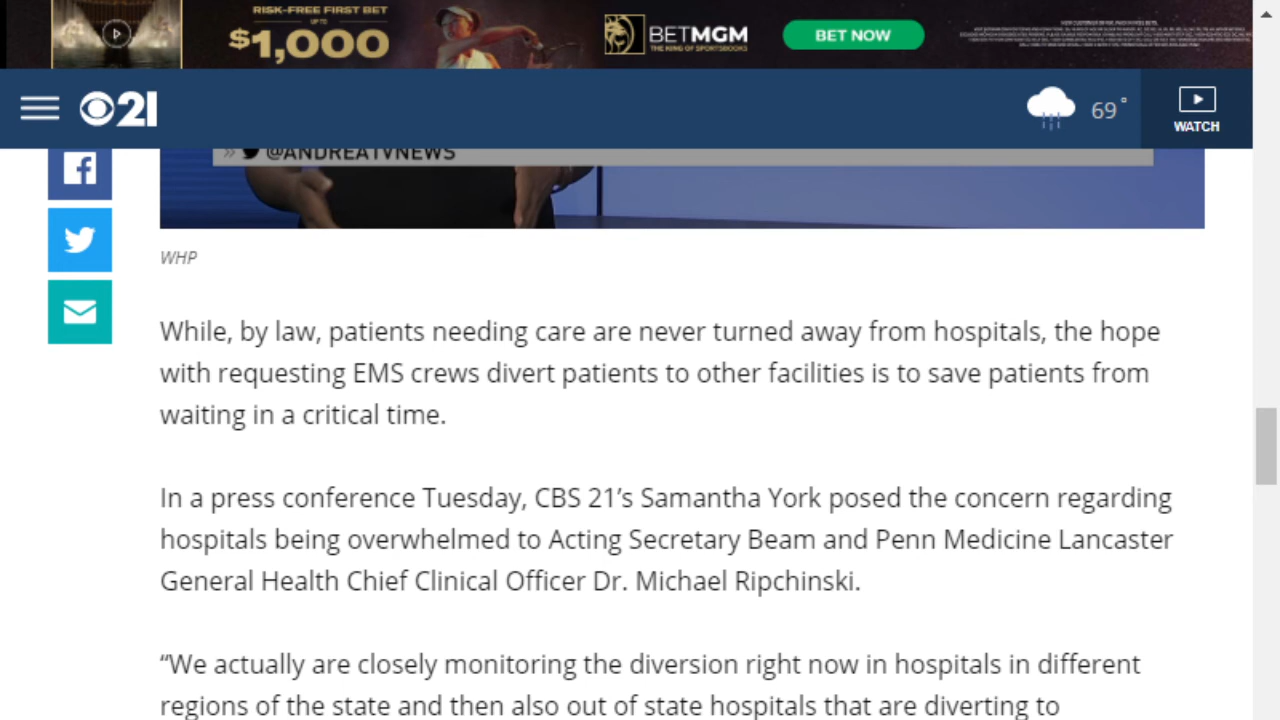 RISK-FREE FIRST BET
UP TO
$1,000
BETMGM
THE KING OF SPORTSBOOKS
BET NOW
21
69°
WATCH
» @ANDREATVNEWS
WHP
While, by law, patients needing care are never turned away from hospitals, the hope
with requesting EMS crews divert patients to other facilities is to save patients from
waiting in a critical time.
In a press conference Tuesday, CBS 21’s Samantha York posed the concern regarding
hospitals being overwhelmed to Acting Secretary Beam and Penn Medicine Lancaster
General Health Chief Clinical Officer Dr. Michael Ripchinski.
“We actually are closely monitoring the diversion right now in hospitals in different
regions of the state and then also out of state hospitals that are diverting to